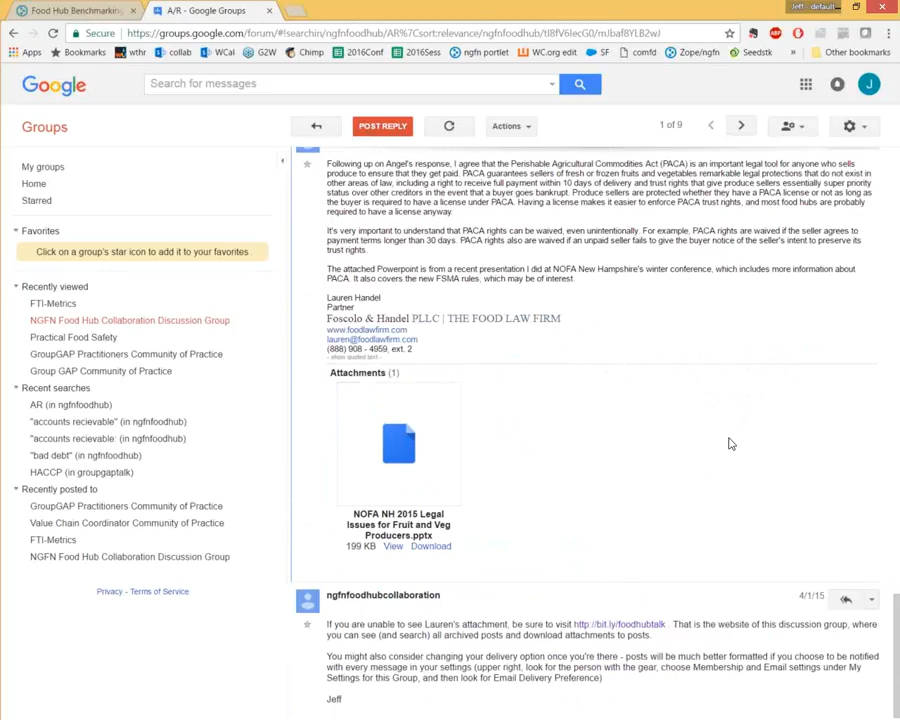 Food Hub Benchmarking
A/R - Google Groups
Jeff - default
Secure
https://groups.google.com/forum/#!searchin/ngfnfoodhub/AR%7Csort:relevance/ngfnfoodhub/tJ8fV6lecG0/mJbaf8YLB2wJ
Apps Bookmarks wthr collab WCal G2W Chimp 2016Conf 2016Sess ngfn portlet WC.org edit SF comfd Zope/ngfn Seedstk » Other bookmarks
Google
Search for messages
J
Groups
POST REPLY
Actions
1 of 9
My groups
Home
Starred
Favorites
Click on a group's star icon to add it to your favorites
Recently viewed
FTI-Metrics
NGFN Food Hub Collaboration Discussion Group
Practical Food Safety
GroupGAP Practitioners Community of Practice
Group GAP Community of Practice
Recent searches
AR (in ngfnfoodhub)
"accounts recievable" (in ngfnfoodhub)
"accounts recievable: (in ngfnfoodhub)
"bad debt" (in ngfnfoodhub)
HACCP (in groupgaptalk)
Recently posted to
GroupGAP Practitioners Community of Practice
Value Chain Coordinator Community of Practice
FTI-Metrics
NGFN Food Hub Collaboration Discussion Group
Privacy - Terms of Service
Following up on Angel's response, I agree that the Perishable Agricultural Commodities Act (PACA) is an important legal tool for anyone who sells
produce to ensure that they get paid. PACA guarantees sellers of fresh or frozen fruits and vegetables remarkable legal protections that do not exist in
other areas of law, including a right to receive full payment within 10 days of delivery and trust rights that give produce sellers essentially super priority
status over other creditors in the event that a buyer goes bankrupt. Produce sellers are protected whether they have a PACA license or not as long as
the buyer is required to have a license under PACA. Having a license makes it easier to enforce PACA trust rights, and most food hubs are probably
required to have a license anyway.
It's very important to understand that PACA rights can be waived, even unintentionally. For example, PACA rights are waived if the seller agrees to
payment terms longer than 30 days. PACA rights also are waived if an unpaid seller fails to give the buyer notice of the seller's intent to preserve its
trust rights.
The attached Powerpoint is from a recent presentation I did at NOFA New Hampshire's winter conference, which includes more information about
PACA. It also covers the new FSMA rules, which may be of interest.
Lauren Handel
Partner
Foscolo & Handel PLLC | THE FOOD LAW FIRM
www.foodlawfirm.com
lauren@foodlawfirm.com
(888) 908 - 4959, ext. 2
- show quoted text -
Attachments (1)
NOFA NH 2015 Legal
Issues for Fruit and Veg
Producers.pptx
199 KB View Download
ngfnfoodhubcollaboration
4/1/15
If you are unable to see Lauren's attachment, be sure to visit http://bit.ly/foodhubtalk That is the website of this discussion group, where
you can see (and search) all archived posts and download attachments to posts.
You might also consider changing your delivery option once you're there - posts will be much better formatted if you choose to be notified
with every message in your settings (upper right, look for the person with the gear, choose Membership and Email settings under My
Settings for this Group, and then look for Email Delivery Preference)
Jeff